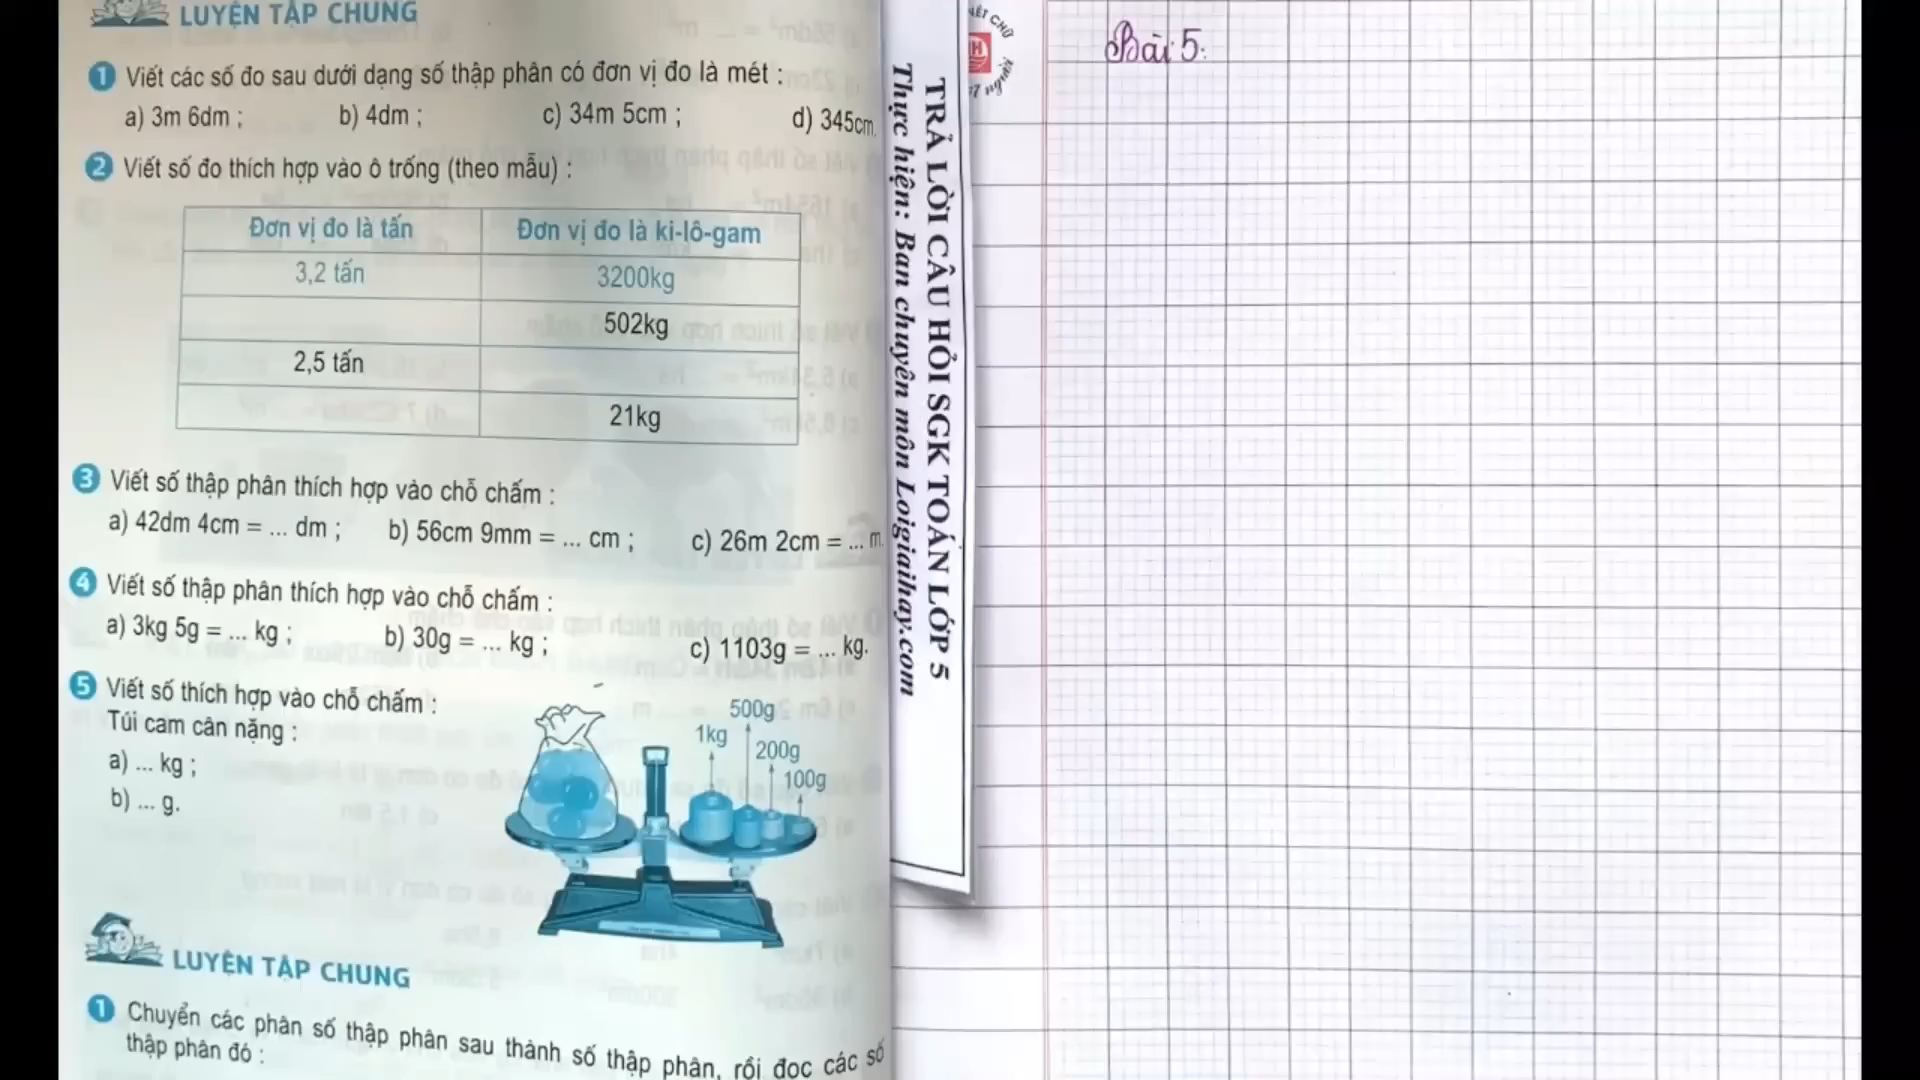 LUYỆN TẬP CHUNG
1 Viết các số đo sau dưới dạng số thập phân có đơn vị đo là mét :
a) 3m 6dm ; b) 4dm ; c) 34m 5cm ; d) 345cm.
2 Viết số đo thích hợp vào ô trống (theo mẫu) :
Đơn vị đo là tấn Đơn vị đo là ki-lô-gam
3,2 tấn 3200kg
502kg
2,5 tấn
21kg
3 Viết số thập phân thích hợp vào chỗ chấm :
a) 42dm 4cm = ... dm ; b) 56cm 9mm = ... cm ; c) 26m 2cm = ... m.
4 Viết số thập phân thích hợp vào chỗ chấm :
a) 3kg 5g = ... kg ; b) 30g = ... kg ; c) 1103g = ... kg.
5 Viết số thích hợp vào chỗ chấm :
Túi cam cân nặng :
a) ... kg ;
b) ... g.
500g
1kg
200g
100g
LUYỆN TẬP CHUNG
1 Chuyển các phân số thập phân sau thành số thập phân, rồi đọc các số
thập phân đó :
TRẢ LỜI CÂU HỎI SGK TOÁN LỚP 5
Thực hiện: Ban chuyên môn Loigiaihay.com
Bài 5: